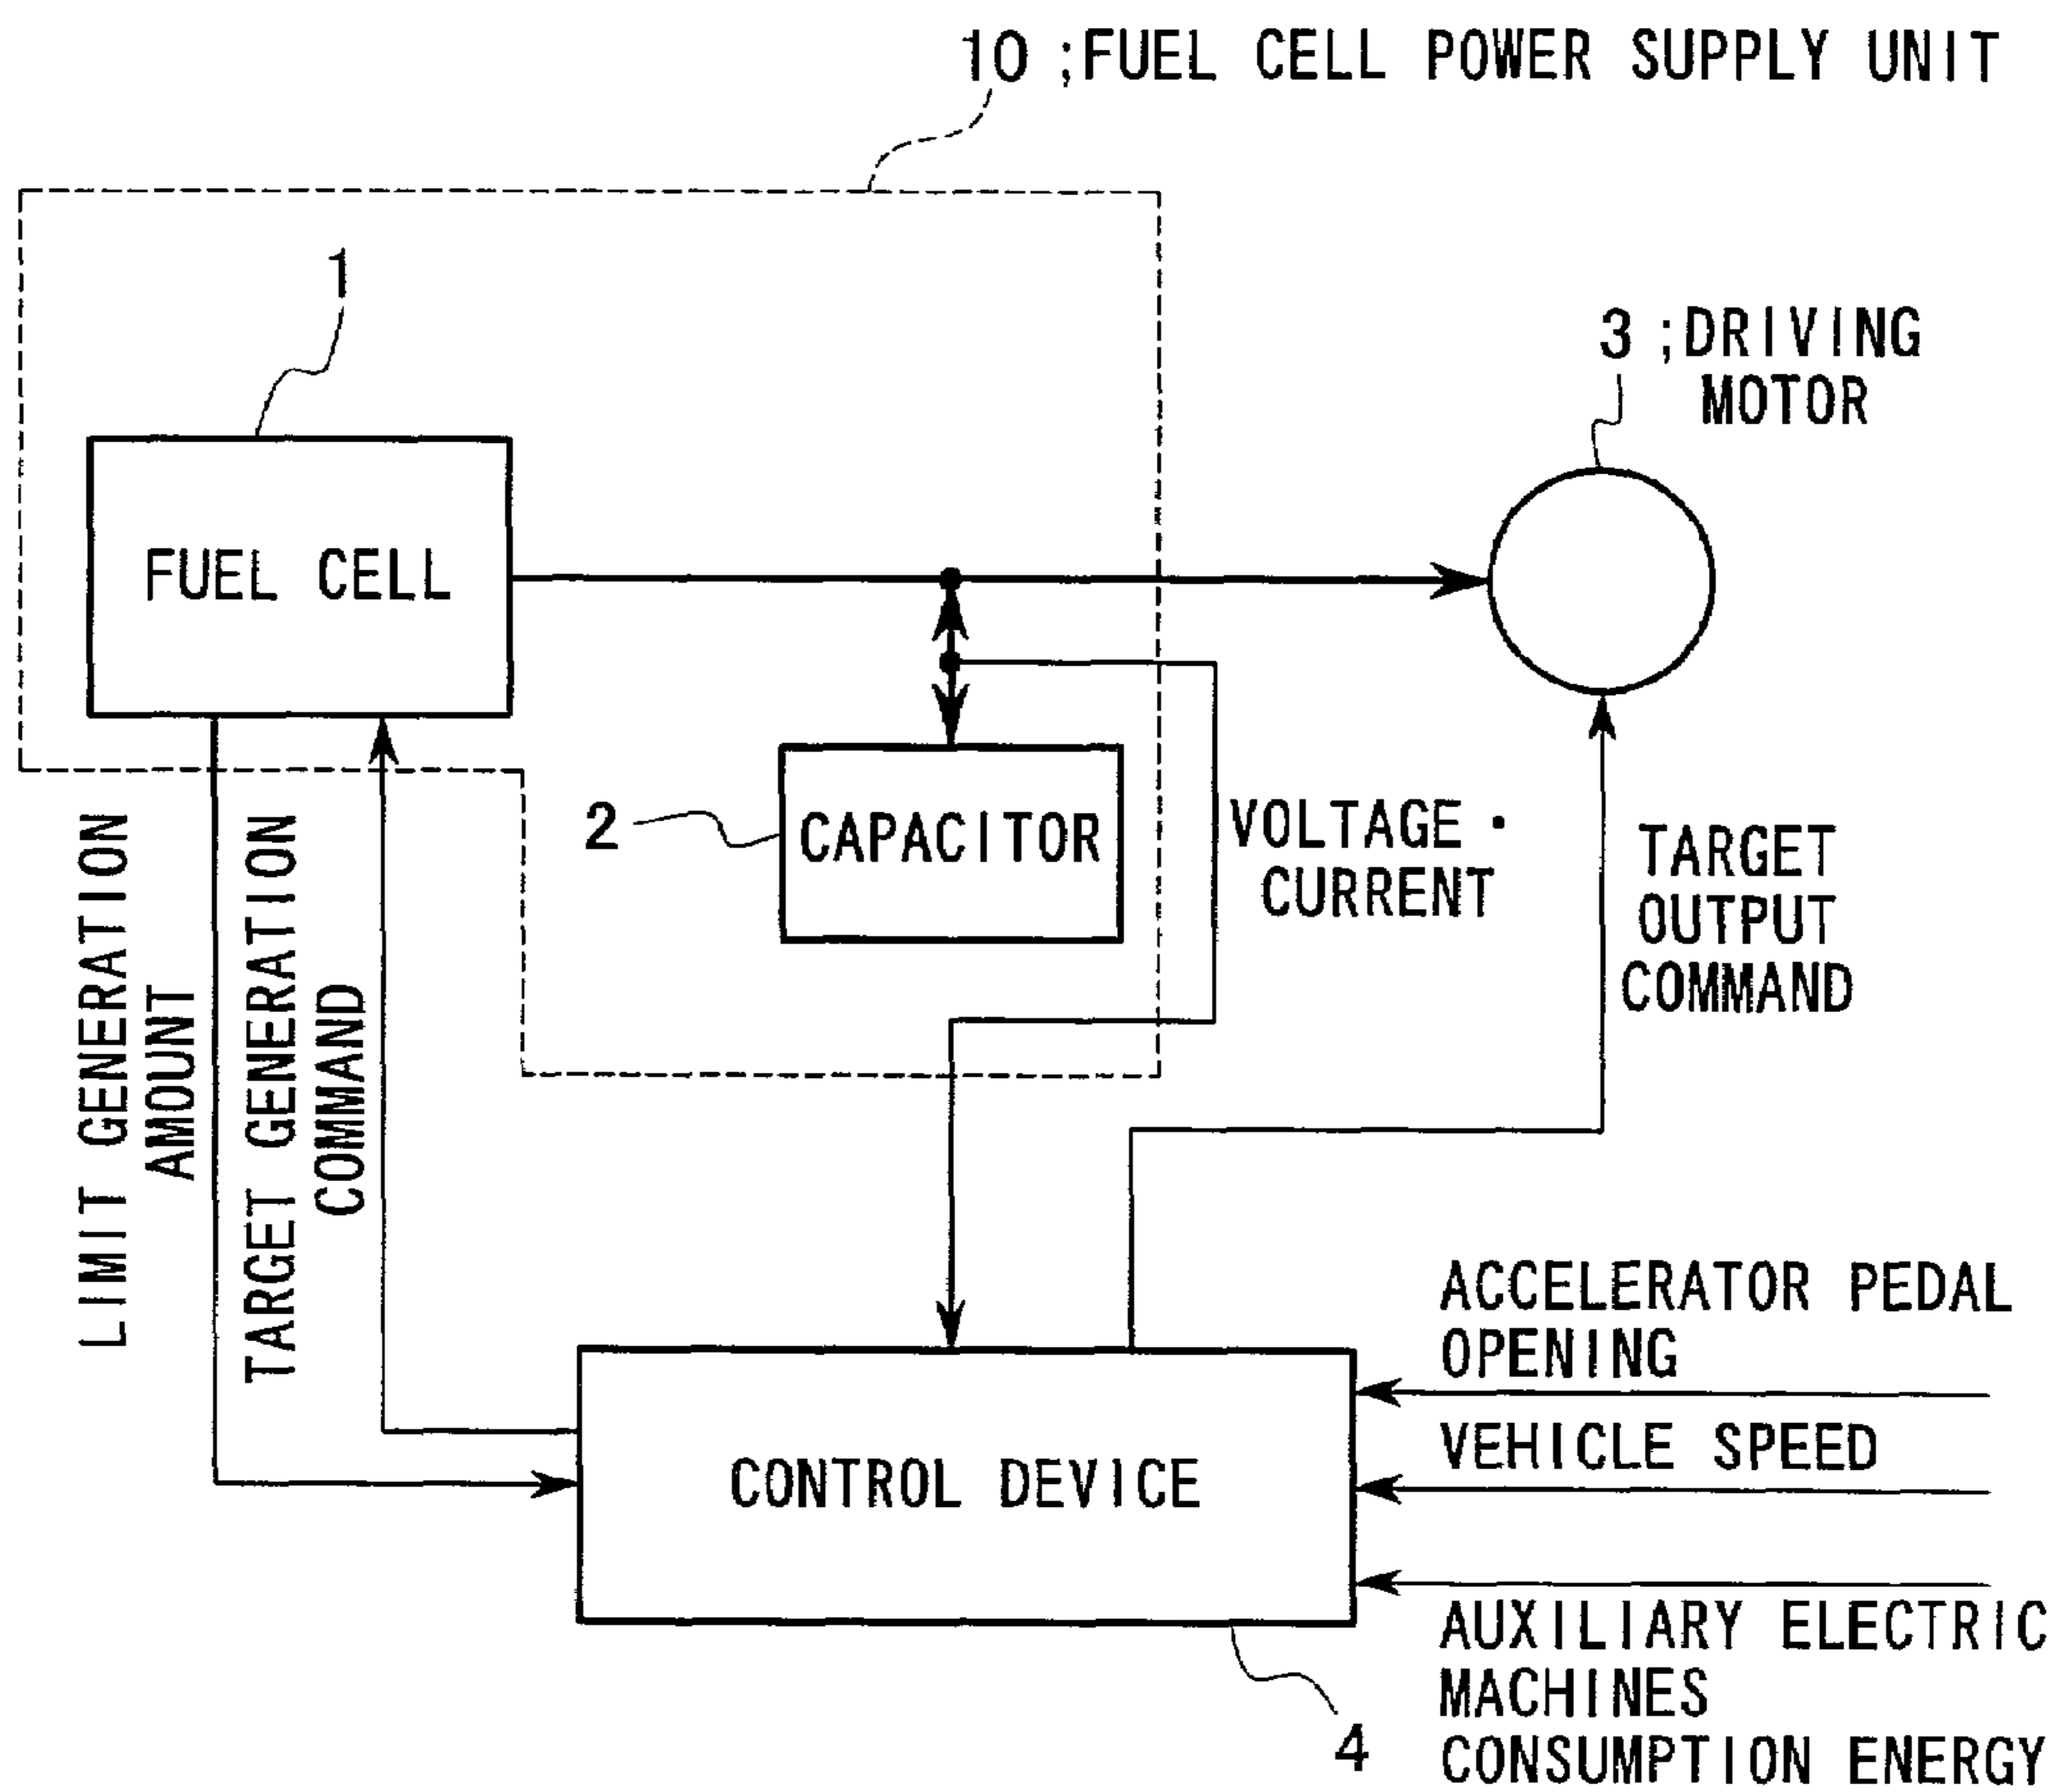 10 ;FUEL CELL POWER SUPPLY UNIT
1
3 ;DRIVING
MOTOR
FUEL CELL
2
CAPACITOR
VOLTAGE ·
CURRENT
TARGET
OUTPUT
COMMAND
LIMIT GENERATION
AMOUNT
TARGET GENERATION
COMMAND
ACCELERATOR PEDAL
OPENING
VEHICLE SPEED
CONTROL DEVICE
AUXILIARY ELECTRIC
MACHINES
CONSUMPTION ENERGY
4